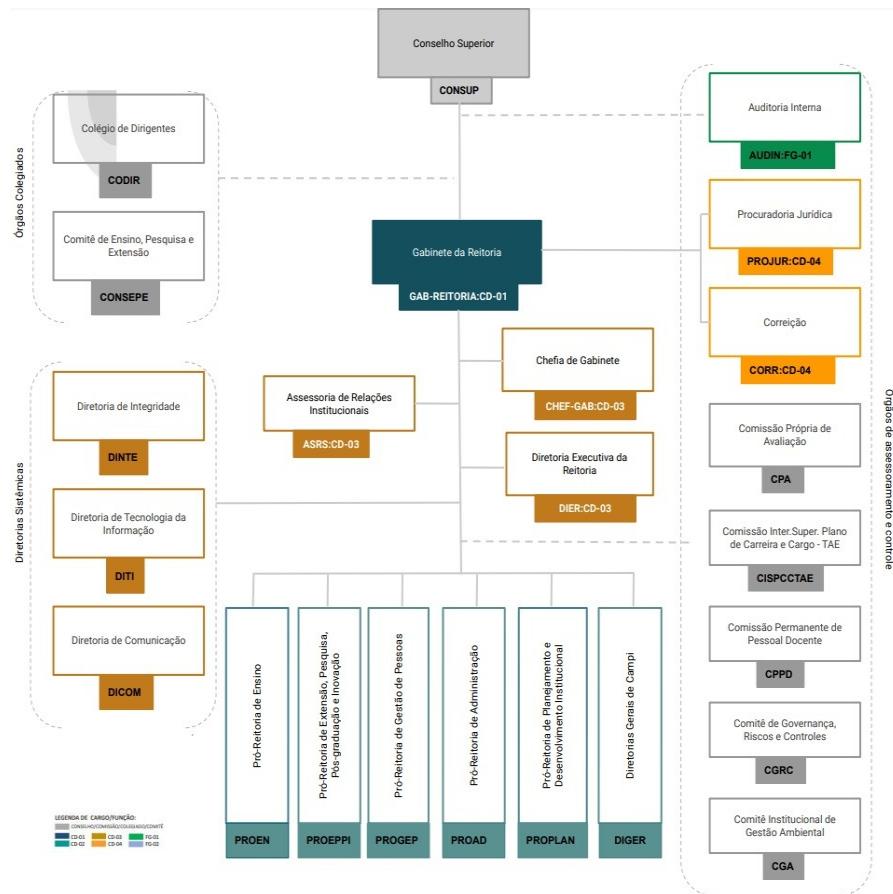 Conselho Superior
CONSUP
Órgãos Colegiados
Colégio de Dirigentes
CODIR
Comitê de Ensino, Pesquisa e
Extensão
CONSEPE
Gabinete da Reitoria
GAB-REITORIA:CD-01
Chefia de Gabinete
CHEF-GAB:CD-03
Assessoria de Relações
Institucionais
ASRS:CD-03
Diretoria Executiva da
Reitoria
DIER:CD-03
Diretorias Sistêmicas
Diretoria de Integridade
DINTE
Diretoria de Tecnologia da
Informação
DITI
Diretoria de Comunicação
DICOM
Orgãos de assessoramento e controle
Auditoria Interna
AUDIN:FG-01
Procuradoria Jurídica
PROJUR:CD-04
Correição
CORR:CD-04
Comissão Própria de
Avaliação
CPA
Comissão Inter.Super. Plano
de Carreira e Cargo - TAE
CISPCCTAE
Comissão Permanente de
Pessoal Docente
CPPD
Comitê de Governança,
Riscos e Controles
CGRC
Comitê Institucional de
Gestão Ambiental
CGA
Pró-Reitoria de Ensino
PROEN
Pró-Reitoria de Extensão, Pesquisa,
Pós-graduação e Inovação
PROEPPI
Pró-Reitoria de Gestão de Pessoas
PROGEP
Pró-Reitoria de Administração
PROAD
Pró-Reitoria de Planejamento e
Desenvolvimento Institucional
PROPLAN
Diretorias Gerais de Campi
DIGER
LEGENDA DE CARGO/FUNÇÃO:
CONSELHO/COMISSÃO/COLEGIADO/COMITÊ
CD-01 CD-03 FG-01
CD-02 CD-04 FG-02